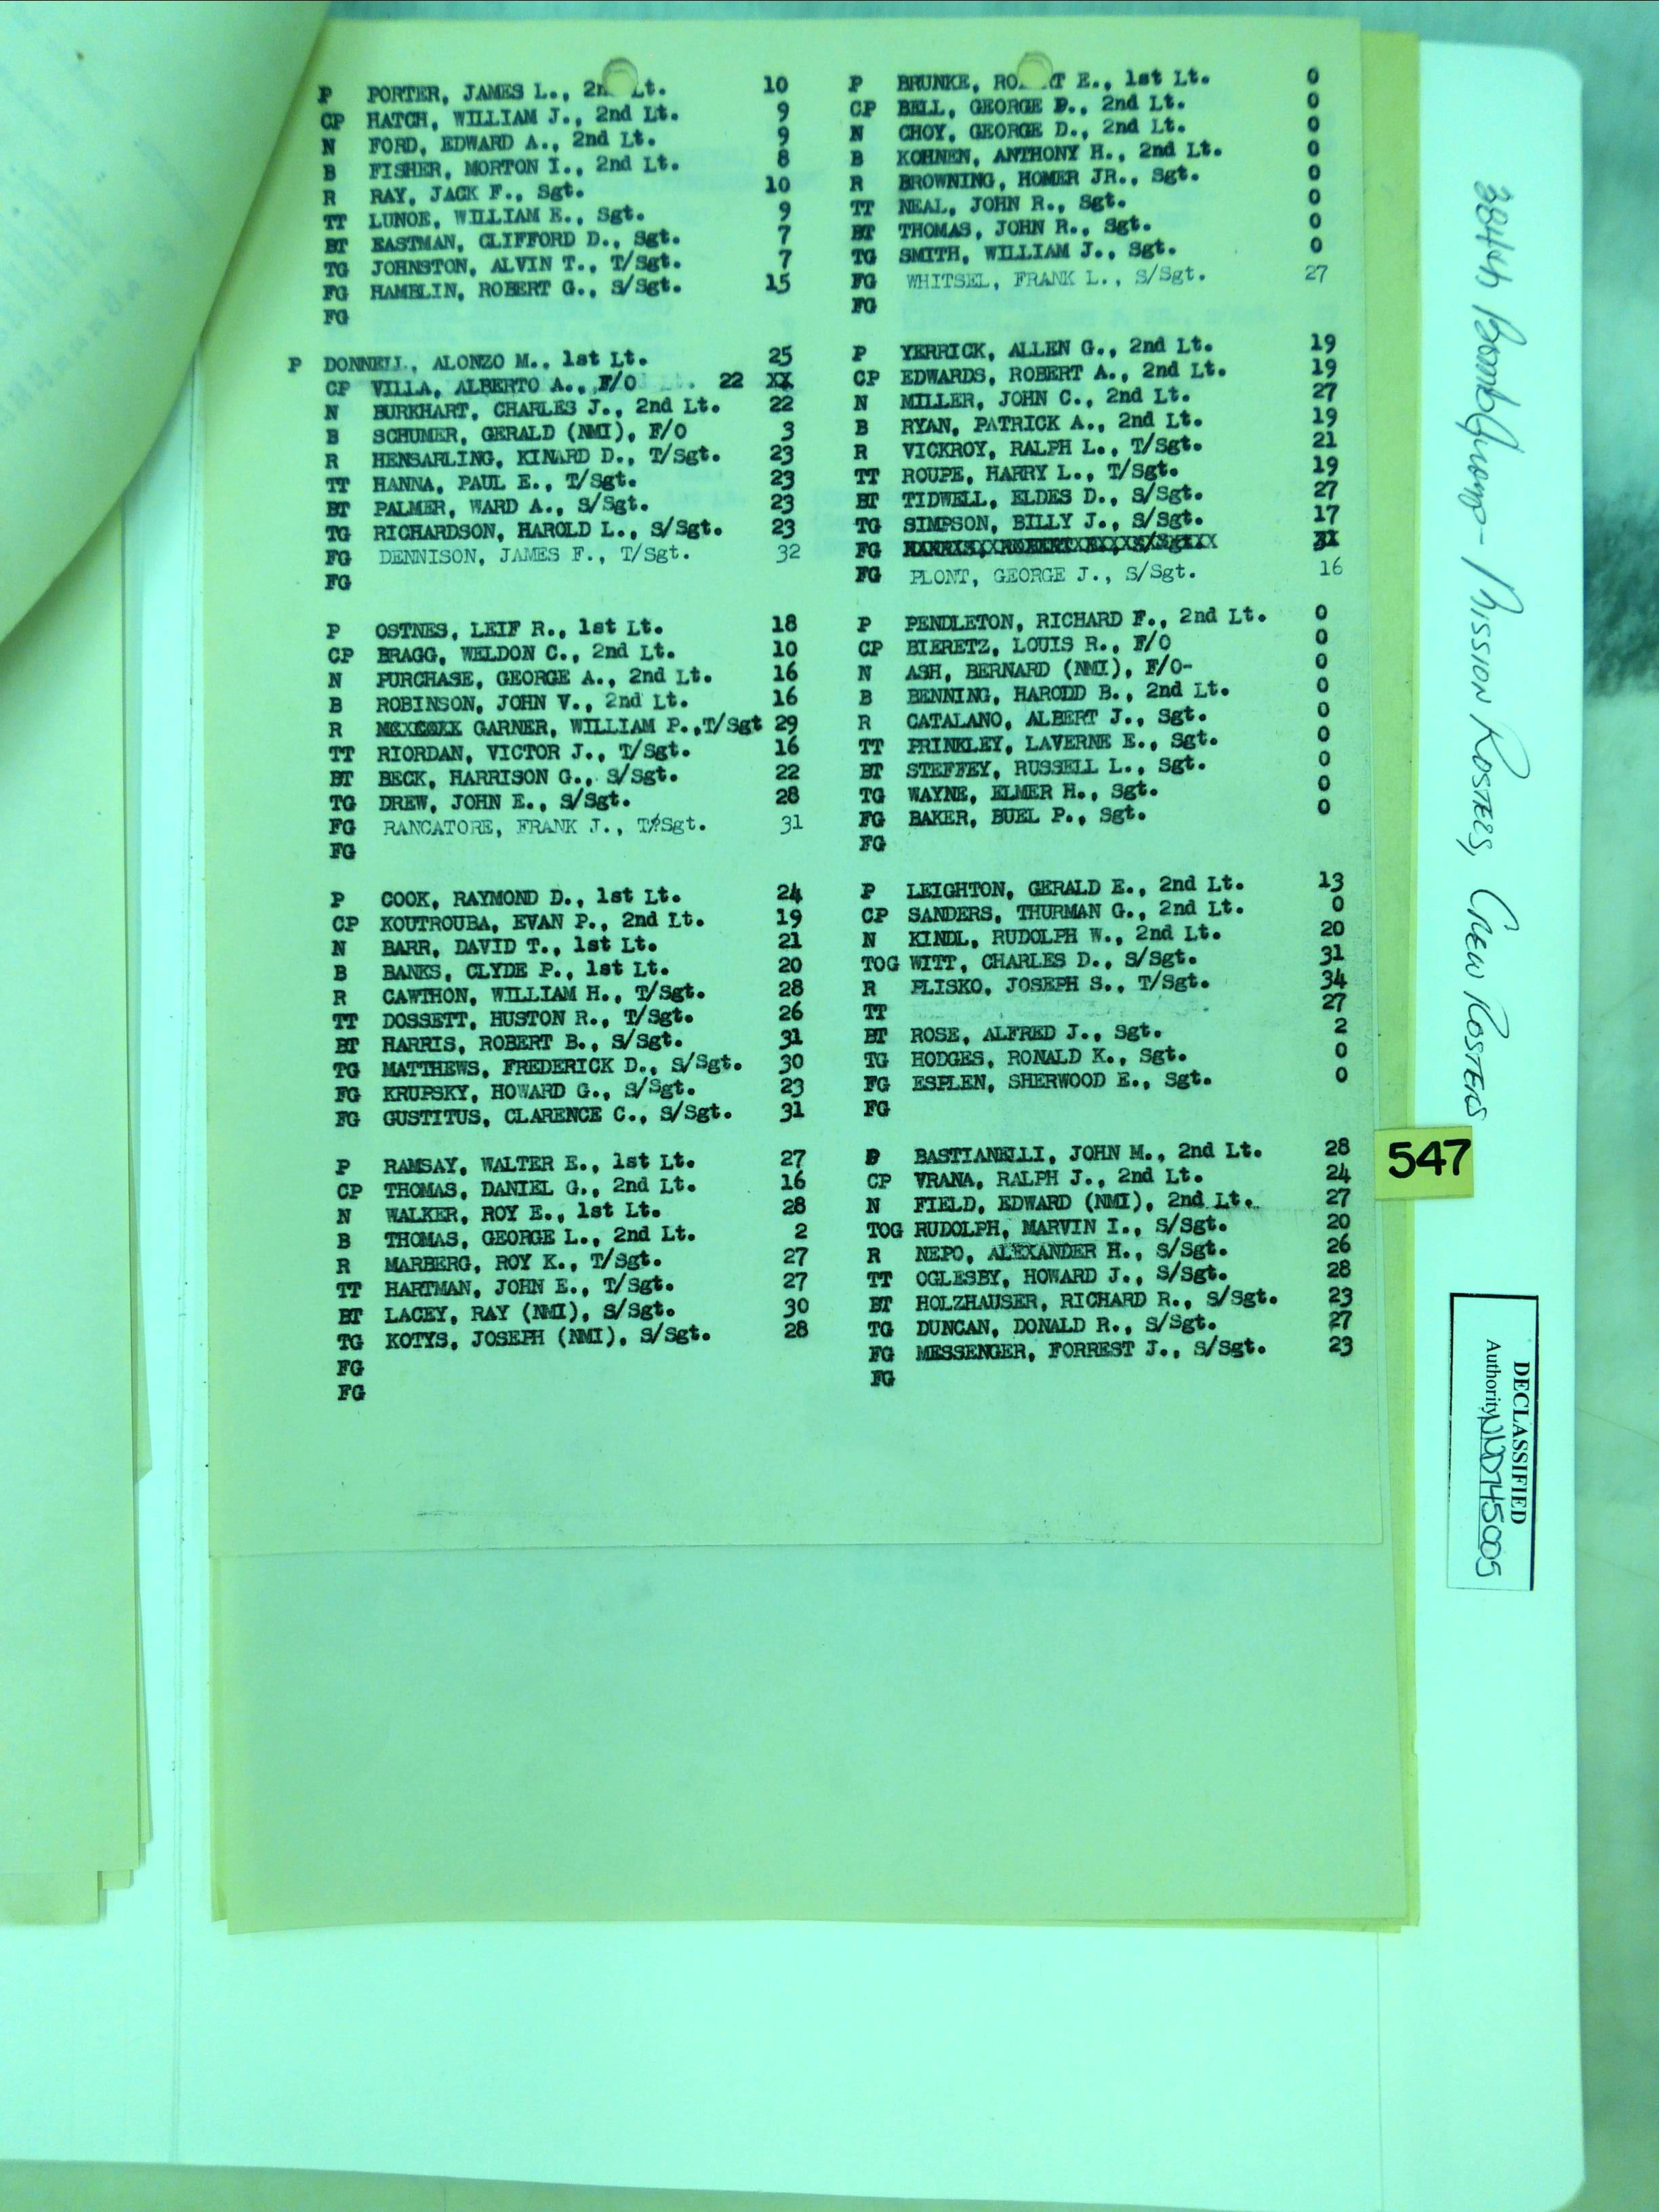 P PORTER, JAMES L., 2n Lt. 10
CP HATCH, WILLIAM J., 2nd Lt. 9
N FORD, EDWARD A., 2nd Lt. 9
B FISHER, MORTON I., 2nd Lt. 8
R RAY, JACK F., Sgt. 10
TT LUNOE, WILLIAM E., Sgt. 9
BT EASTMAN, CLIFFORD D., Sgt. 7
TG JOHNSTON, ALVIN T., T/Sgt. 7
FG HAMBLIN, ROBERT G., S/Sgt. 15
FG
P DONNELL, ALONZO M., 1st Lt. 25
CP VILLA, ALBERTO A., F/O 22 XX
N BURKHART, CHARLES J., 2nd Lt. 22
B SCHUMER, GERALD (NMI), F/O 3
R HENSARLING, KINARD D., T/Sgt. 23
TT HANNA, PAUL E., T/Sgt. 23
BT PALMER, WARD A., S/Sgt. 23
TG RICHARDSON, HAROLD L., S/Sgt. 23
FG DENNISON, JAMES F., T/Sgt. 32
FG
P OSTNES, LEIF R., 1st Lt. 18
CP BRAGG, WELDON C., 2nd Lt. 10
N PURCHASE, GEORGE A., 2nd Lt. 16
B ROBINSON, JOHN V., 2nd Lt. 16
R GARNER, WILLIAM P.,T/Sgt 29
TT RIORDAN, VICTOR J., T/Sgt. 16
BT BECK, HARRISON G., S/Sgt. 22
TG DREW, JOHN E., S/Sgt. 28
FG RANCATORE, FRANK J., T?Sgt. 31
FG
P COOK, RAYMOND D., 1st Lt. 24
CP KOUTROUBA, EVAN P., 2nd Lt. 19
N BARR, DAVID T., 1st Lt. 21
B BANKS, CLYDE P., 1st Lt. 20
R CAWTHON, WILLIAM H., T/Sgt. 28
TT DOSSETT, HUSTON R., T/Sgt. 26
BT HARRIS, ROBERT B., S/Sgt. 31
TG MATTHEWS, FREDERICK D., S/Sgt. 30
FG KRUPSKY, HOWARD G., S/Sgt. 23
FG GUSTITUS, CLARENCE C., S/Sgt. 31
P RAMSAY, WALTER E., 1st Lt. 27
CP THOMAS, DANIEL G., 2nd Lt. 16
N WALKER, ROY E., 1st Lt. 28
B THOMAS, GEORGE L., 2nd Lt. 2
R MARBERG, ROY K., T/Sgt. 27
TT HARTMAN, JOHN E., T/Sgt. 27
BT LACEY, RAY (NMI), S/Sgt. 30
TG KOTYS, JOSEPH (NMI), S/Sgt. 28
FG
FG
P BRUNKE, RO T E., 1st Lt. 0
CP BELL, GEORGE P., 2nd Lt. 0
N CHOY, GEORGE D., 2nd Lt. 0
B KOHNEN, ANTHONY H., 2nd Lt. 0
R BROWNING, HOMER JR., Sgt. 0
TT NEAL, JOHN R., Sgt. 0
BT THOMAS, JOHN R., Sgt. 0
TG SMITH, WILLIAM J., Sgt. 0
FG WHITSEL, FRANK L., S/Sgt. 27
FG
P YERRICK, ALLEN G., 2nd Lt. 19
CP EDWARDS, ROBERT A., 2nd Lt. 19
N MILLER, JOHN C., 2nd Lt. 27
B RYAN, PATRICK A., 2nd Lt. 19
R VICKROY, RALPH L., T/Sgt. 21
TT ROUPE, HARRY L., T/Sgt. 19
BT TIDWELL, ELDES D., S/Sgt. 27
TG SIMPSON, BILLY J., S/Sgt. 17
FG
FG PLONT, GEORGE J., S/Sgt. 16
P PENDLETON, RICHARD F., 2nd Lt. 0
CP BIERETZ, LOUIS R., F/O 0
N ASH, BERNARD (NMI), F/O- 0
B BENNING, HARODD B., 2nd Lt. 0
R CATALANO, ALBERT J., Sgt. 0
TT PRINKLEY, LAVERNE E., Sgt. 0
BT STEFFEY, RUSSELL L., Sgt. 0
TG WAYNE, ELMER H., Sgt. 0
FG BAKER, BUEL P., Sgt. 0
FG
P LEIGHTON, GERALD E., 2nd Lt. 13
CP SANDERS, THURMAN G., 2nd Lt. 0
N KINDL, RUDOLPH W., 2nd Lt. 20
TOG WITT, CHARLES D., S/Sgt. 31
R PLISKO, JOSEPH S., T/Sgt. 34
TT 27
BT ROSE, ALFRED J., Sgt. 2
TG HODGES, RONALD K., Sgt. 0
FG ESPLEN, SHERWOOD E., Sgt. 0
FG
P BASTIANELLI, JOHN M., 2nd Lt. 28
CP VRANA, RALPH J., 2nd Lt. 24
N FIELD, EDWARD (NMI), 2nd Lt. 27
TOG RUDOLPH, MARVIN I., S/Sgt. 20
R NEPO, ALEXANDER H., S/Sgt. 26
TT OGLESBY, HOWARD J., S/Sgt. 28
BT HOLZHAUSER, RICHARD R., S/Sgt. 23
TG DUNCAN, DONALD R., S/Sgt. 27
FG MESSENGER, FORREST J., S/Sgt. 23
FG
384th Bomb Group - Mission Rosters, Crew Rosters
547
DECLASSIFIED
Authority NND745005